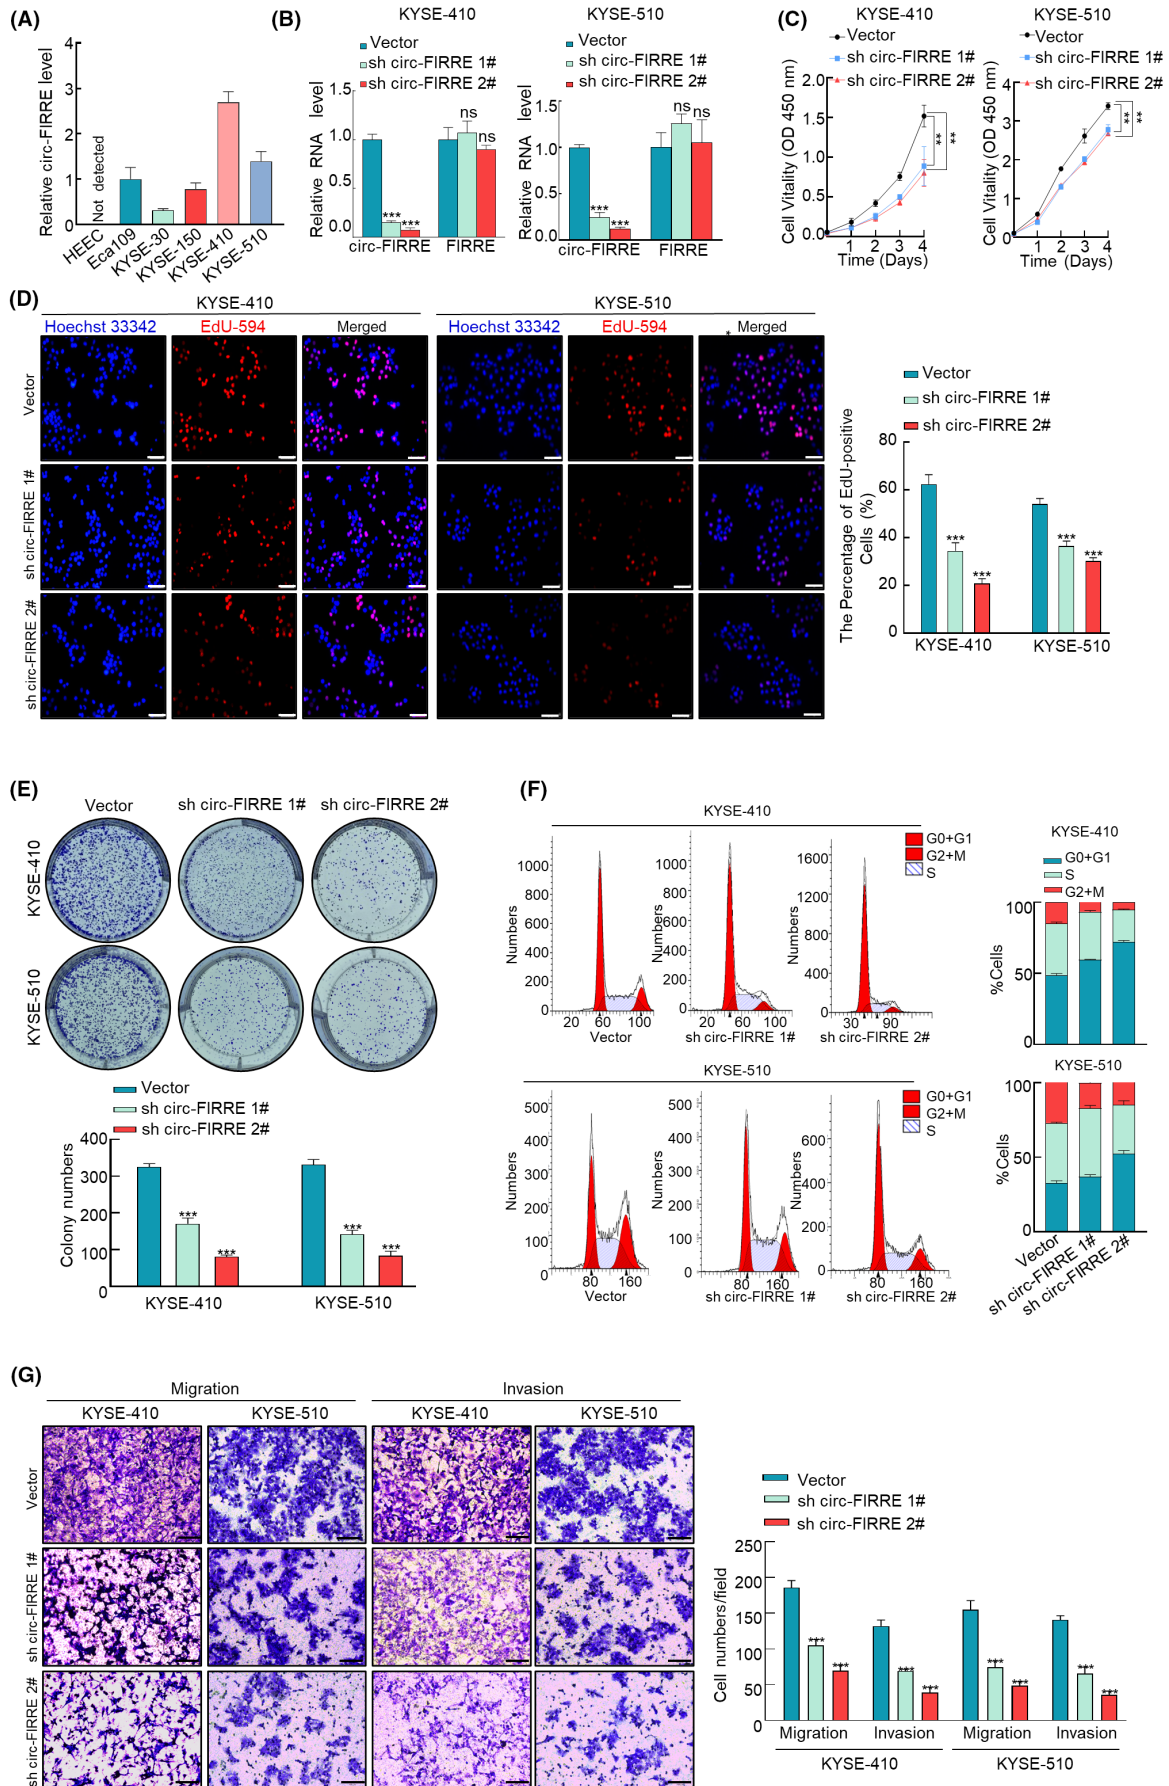 (A)
Relative circ-FIRRE level
4
3
2
1
0
Not detected
HEEC
Eca109
KYSE-30
KYSE-150
KYSE-410
KYSE-510
(B)
KYSE-410
Vector
sh circ-FIRRE 1#
sh circ-FIRRE 2#
Relative RNA level
1.5
1.0
0.5
0.0
*** ***
ns
ns
circ-FIRRE FIRRE
KYSE-510
Vector
sh circ-FIRRE 1#
sh circ-FIRRE 2#
Relative RNA level
1.5
1.0
0.5
0.0
*** ***
ns ns
circ-FIRRE FIRRE
(C)
KYSE-410
Vector
sh circ-FIRRE 1#
sh circ-FIRRE 2#
Cell Vitality (OD 450 nm)
2.0
1.5
1.0
0.5
0.0
** **
1 2 3 4
Time (Days)
KYSE-510
Vector
sh circ-FIRRE 1#
sh circ-FIRRE 2#
Cell Vitality (OD 450 nm)
4
3
2
1
0
** **
1 2 3 4
Time (Days)
(D)
KYSE-410 KYSE-510
Hoechst 33342 EdU-594 Merged Hoechst 33342 EdU-594 * Merged
Vector
sh circ-FIRRE 1#
sh circ-FIRRE 2#
Vector
sh circ-FIRRE 1#
sh circ-FIRRE 2#
The Percentage of EdU-positive
Cells (%)
80
60
40
20
0
*** *** *** ***
KYSE-410 KYSE-510
(E)
Vector sh circ-FIRRE 1# sh circ-FIRRE 2#
KYSE-410
KYSE-510
Vector
sh circ-FIRRE 1#
sh circ-FIRRE 2#
Colony numbers
400
300
200
100
0
*** *** *** ***
KYSE-410 KYSE-510
(F)
KYSE-410
G0+G1
G2+M
S
Numbers
1000
800
600
400
200
0
20 60 100
Vector
Numbers
1000
800
600
400
200
0
20 60 100
sh circ-FIRRE 1#
Numbers
1600
1200
800
400
0
30 90
sh circ-FIRRE 2#
KYSE-410
G0+G1
S
G2+M
%Cells
100
50
0
KYSE-510
G0+G1
G2+M
S
Numbers
500
400
300
200
100
0
80 160
Vector
Numbers
500
400
300
200
100
0
80 160
sh circ-FIRRE 1#
Numbers
600
400
200
0
80 160
sh circ-FIRRE 2#
KYSE-510
%Cells
100
50
0
Vector
sh circ-FIRRE 1#
sh circ-FIRRE 2#
(G)
Migration Invasion
KYSE-410 KYSE-510 KYSE-410 KYSE-510
Vector
sh circ-FIRRE 1#
sh circ-FIRRE 2#
Vector
sh circ-FIRRE 1#
sh circ-FIRRE 2#
Cell numbers/field
250
200
150
100
50
0
*** *** *** *** *** *** *** ***
Migration Invasion Migration Invasion
KYSE-410 KYSE-510